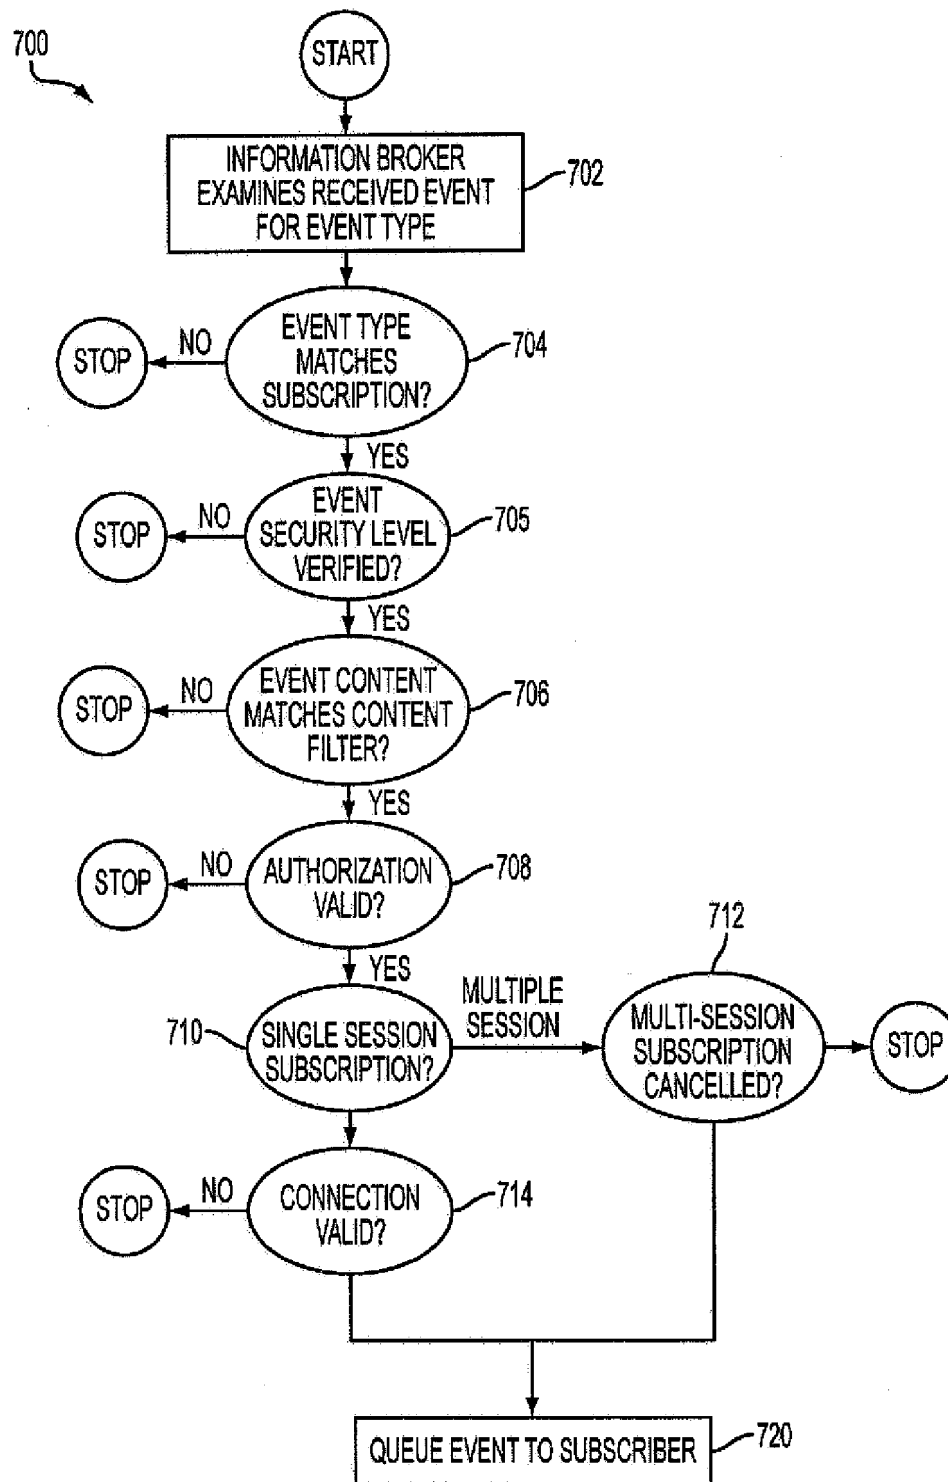 700
START
INFORMATION BROKER
EXAMINES RECEIVED EVENT
FOR EVENT TYPE
702
EVENT TYPE
MATCHES
SUBSCRIPTION?
704
NO
STOP
YES
EVENT
SECURITY LEVEL
VERIFIED?
705
NO
STOP
YES
EVENT CONTENT
MATCHES CONTENT
FILTER?
706
NO
STOP
YES
AUTHORIZATION
VALID?
708
NO
STOP
YES
710
SINGLE SESSION
SUBSCRIPTION?
MULTIPLE
SESSION
712
MULTI-SESSION
SUBSCRIPTION
CANCELLED?
STOP
CONNECTION
VALID?
714
NO
STOP
QUEUE EVENT TO SUBSCRIBER
720